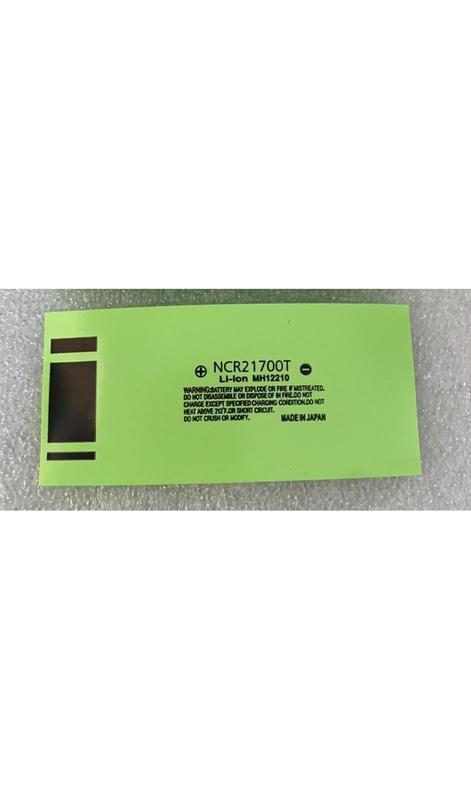 ⊕ NCR21700T ⊖
Li-ion MH12210
WARNING:BATTERY MAY EXPLODE OR FIRE IF MISTREATED.
DO NOT DISASSEMBLE OR DISPOSE OF IN FIRE.DO NOT
CHARGE EXCEPT SPECIFIED CHARGING CONDITION.DO NOT
HEAT ABOVE 212°F.OR SHORT CIRCUIT.
DO NOT CRUSH OR MODIFY. MADE IN JAPAN